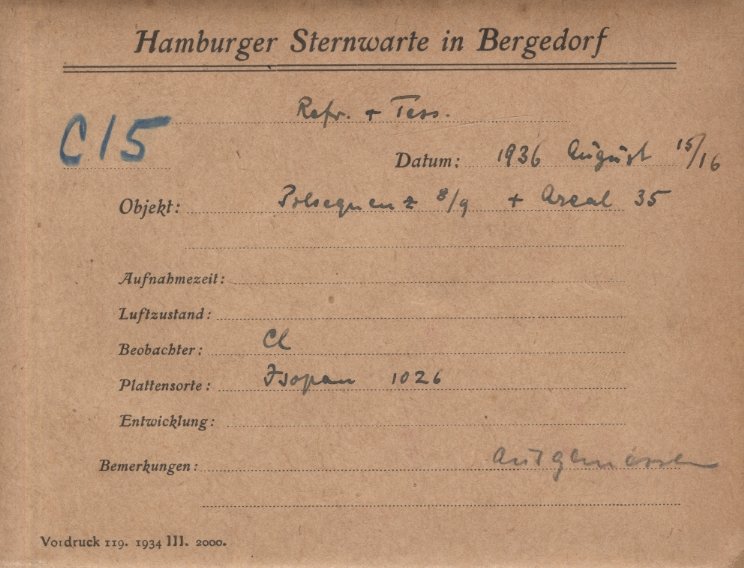 Hamburger Sternwarte in Bergedorf
Refr. + Tess.
C15
Datum: 1936 August 15/16
Objekt: Polsequenz 8/9 + Areal 35
Aufnahmezeit:
Luftzustand:
Beobachter: Cl
Plattensorte: Isopan 1026
Entwicklung:
Bemerkungen: ausgemessen
Vordruck 119. 1934 III. 2000.